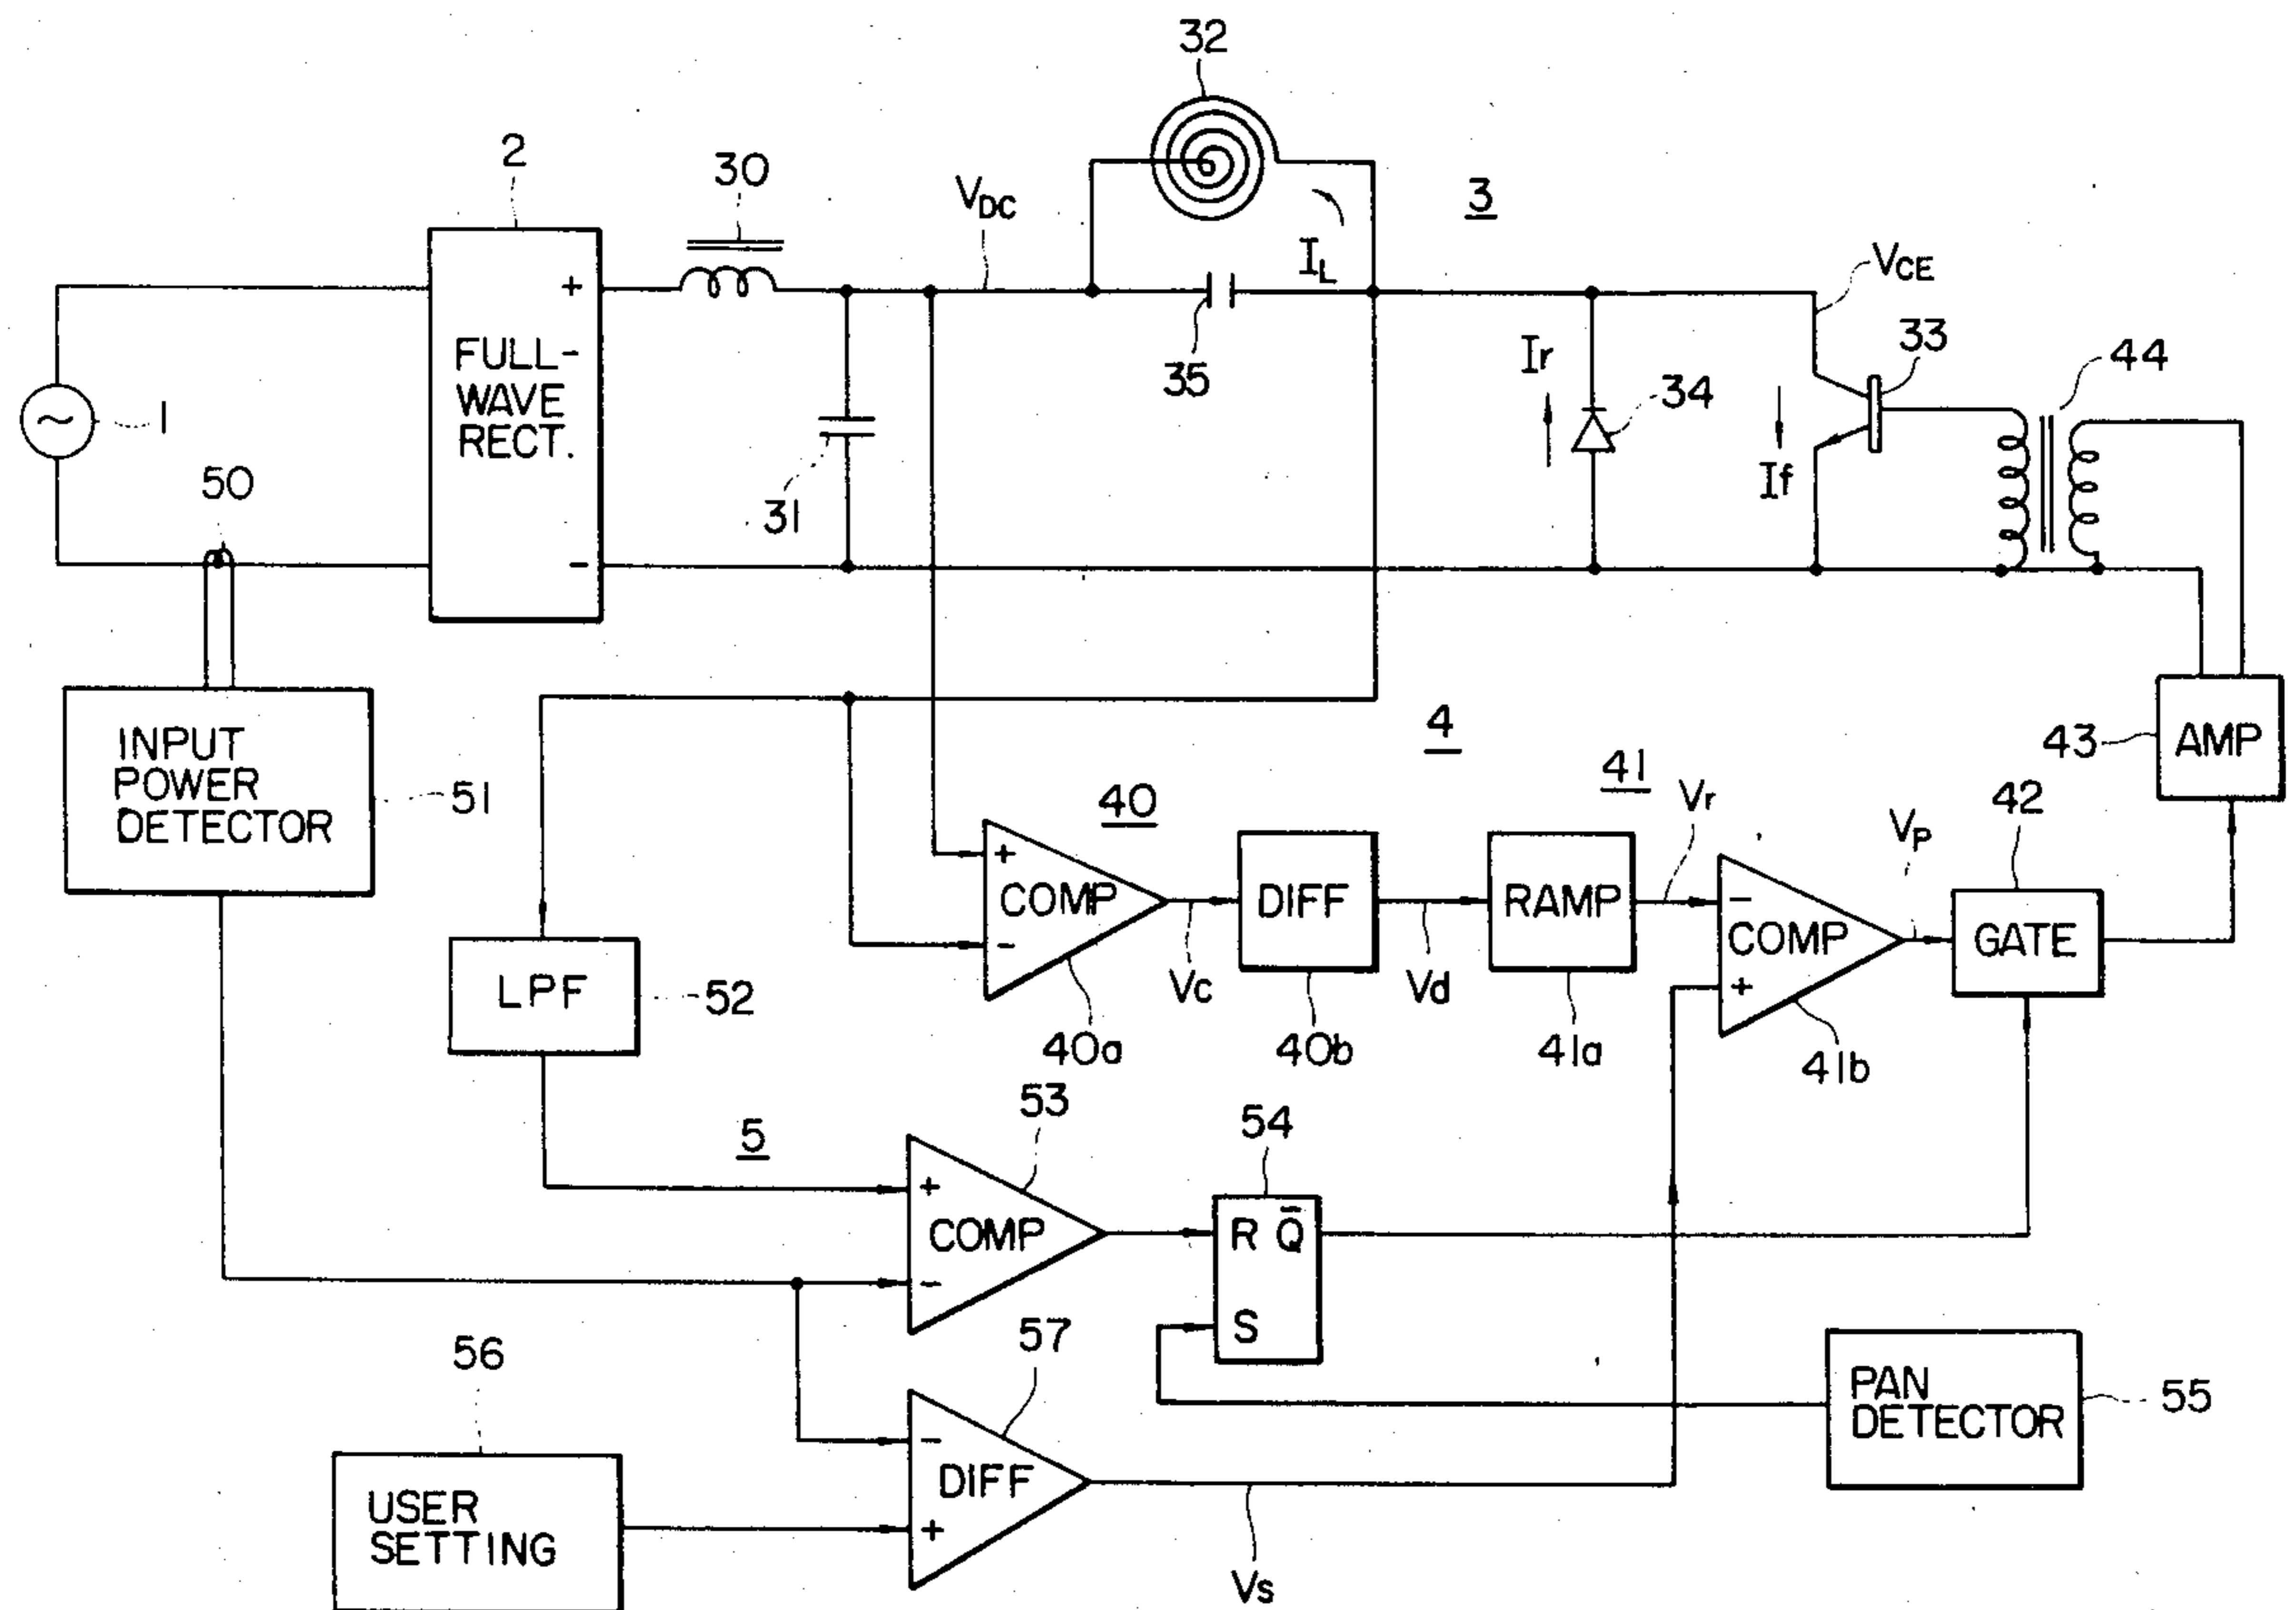 32
2
30
VDC
3
IL
VCE
+
FULL-
WAVE
RECT.
−
1
50
31
35
Ir
34
If
33
44
INPUT
POWER
DETECTOR
51
4
43
AMP
40
41
Vr
42
VP
+
COMP
−
Vc
DIFF
Vd
RAMP
−
COMP
+
GATE
LPF
52
40a
40b
41a
41b
5
53
54
+
COMP
−
R Q̄
S
56
57
USER
SETTING
−
DIFF
+
Vs
PAN
DETECTOR
55